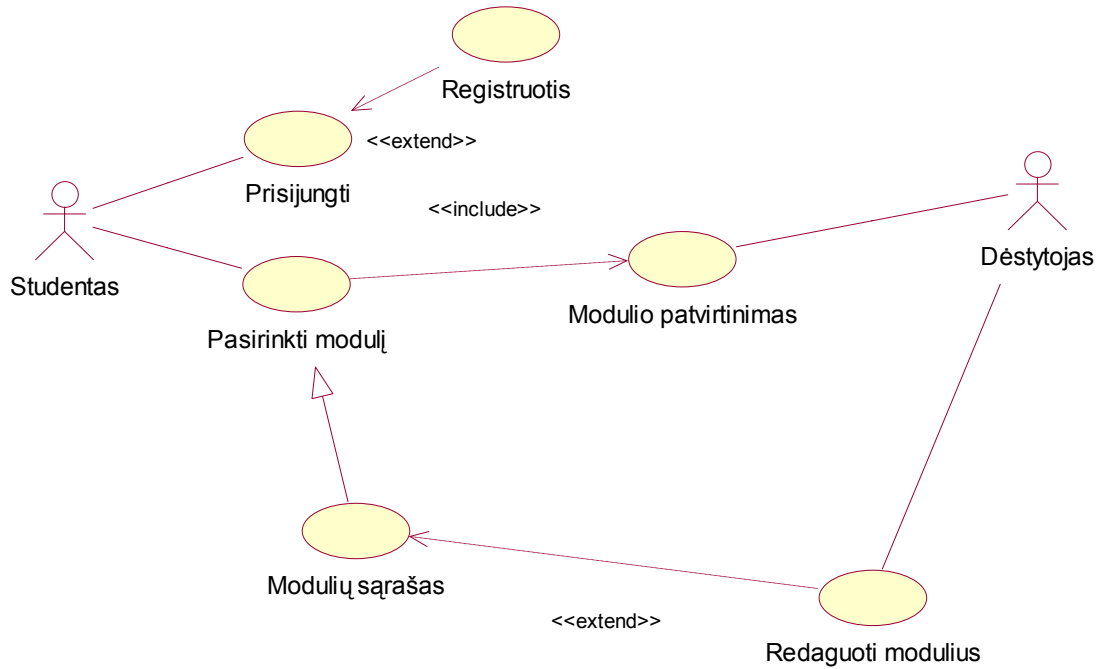 Registruotis
<<extend>>
Prisijungti
<<include>>
Studentas
Dėstytojas
Modulio patvirtinimas
Pasirinkti modulį
Modulių sąrašas
<<extend>>
Redaguoti modulius